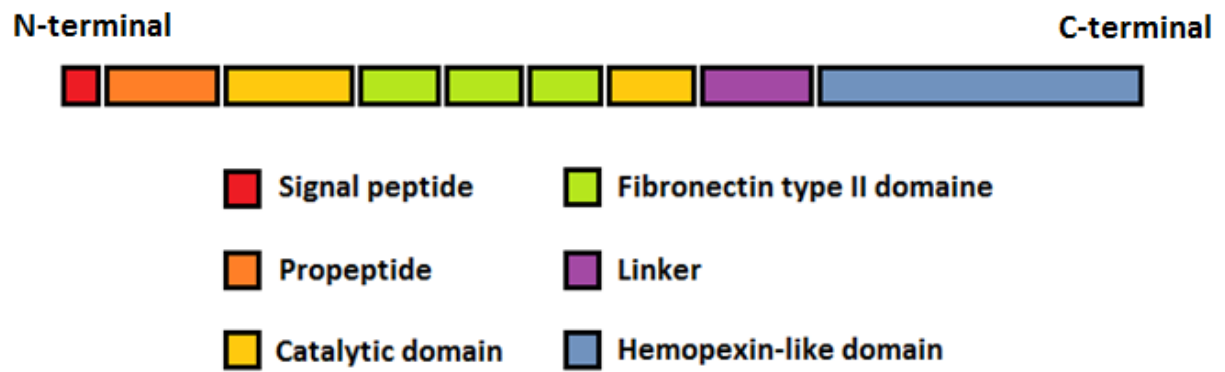 N-terminal
C-terminal
Signal peptide
Fibronectin type II domaine
Propeptide
Linker
Catalytic domain
Hemopexin-like domain